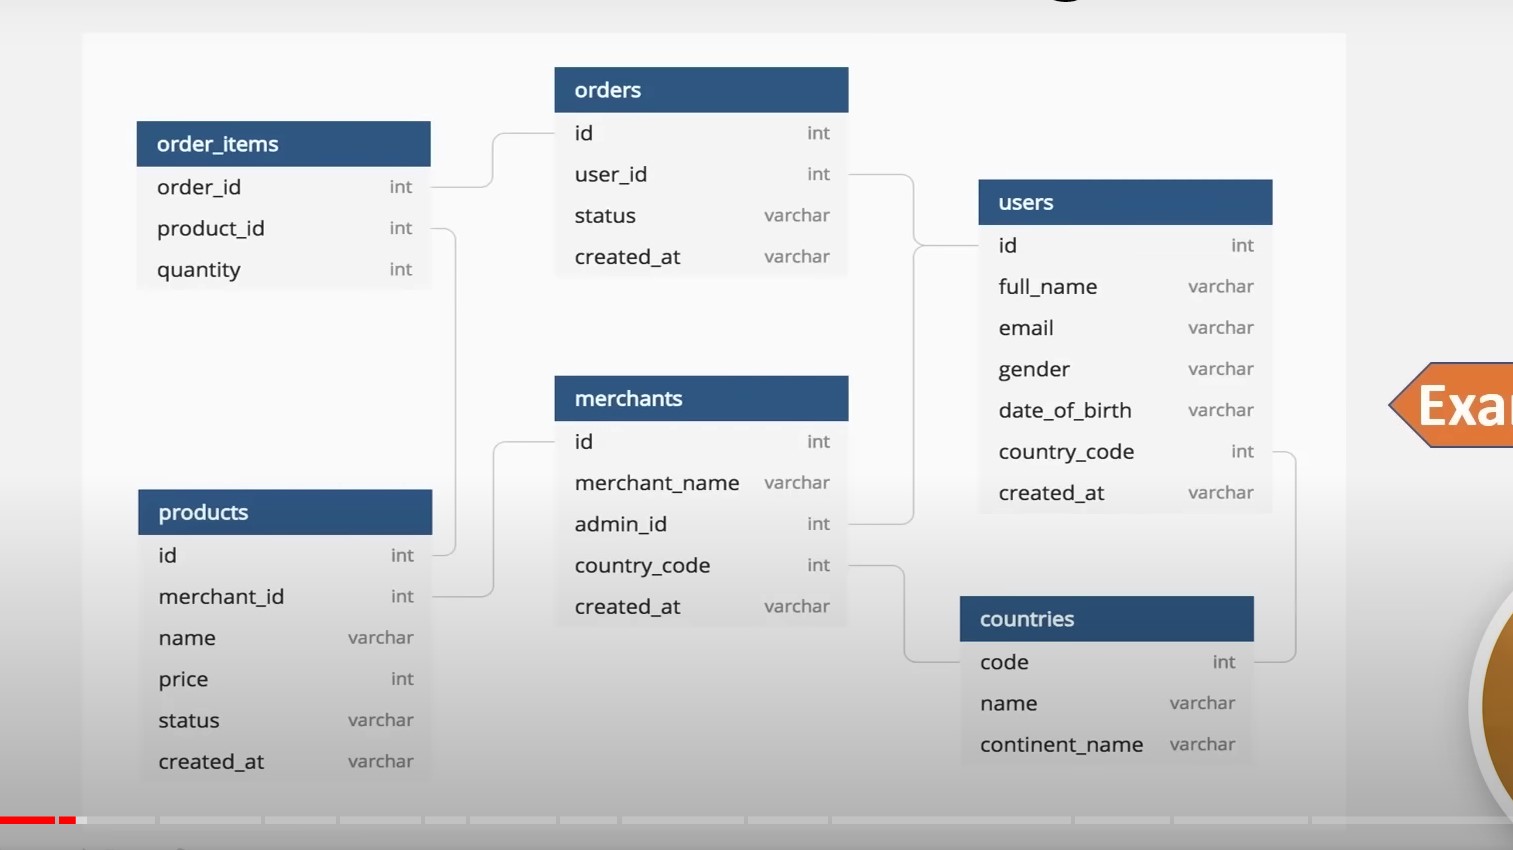 order_items
order_id int
product_id int
quantity int
orders
id int
user_id int
status varchar
created_at varchar
users
id int
full_name varchar
email varchar
gender varchar
date_of_birth varchar
country_code int
created_at varchar
merchants
id int
merchant_name varchar
admin_id int
country_code int
created_at varchar
products
id int
merchant_id int
name varchar
price int
status varchar
created_at varchar
countries
code int
name varchar
continent_name varchar